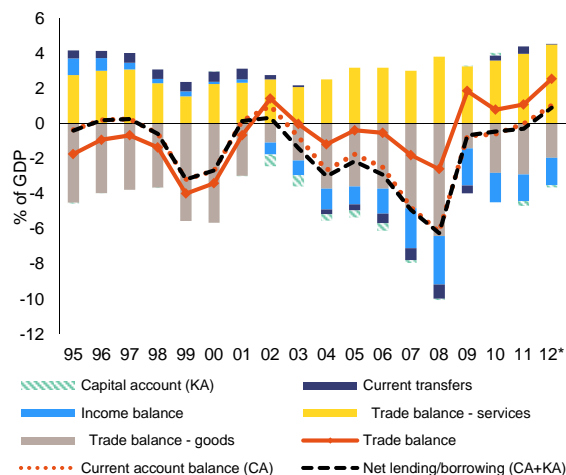 6
4
2
0
-2
-4
-6
-8
-10
-12
% of GDP
95 96 97 98 99 00 01 02 03 04 05 06 07 08 09 10 11 12*
Capital account (KA) Current transfers
Income balance Trade balance - services
Trade balance - goods Trade balance
Current account balance (CA) Net lending/borrowing (CA+KA)